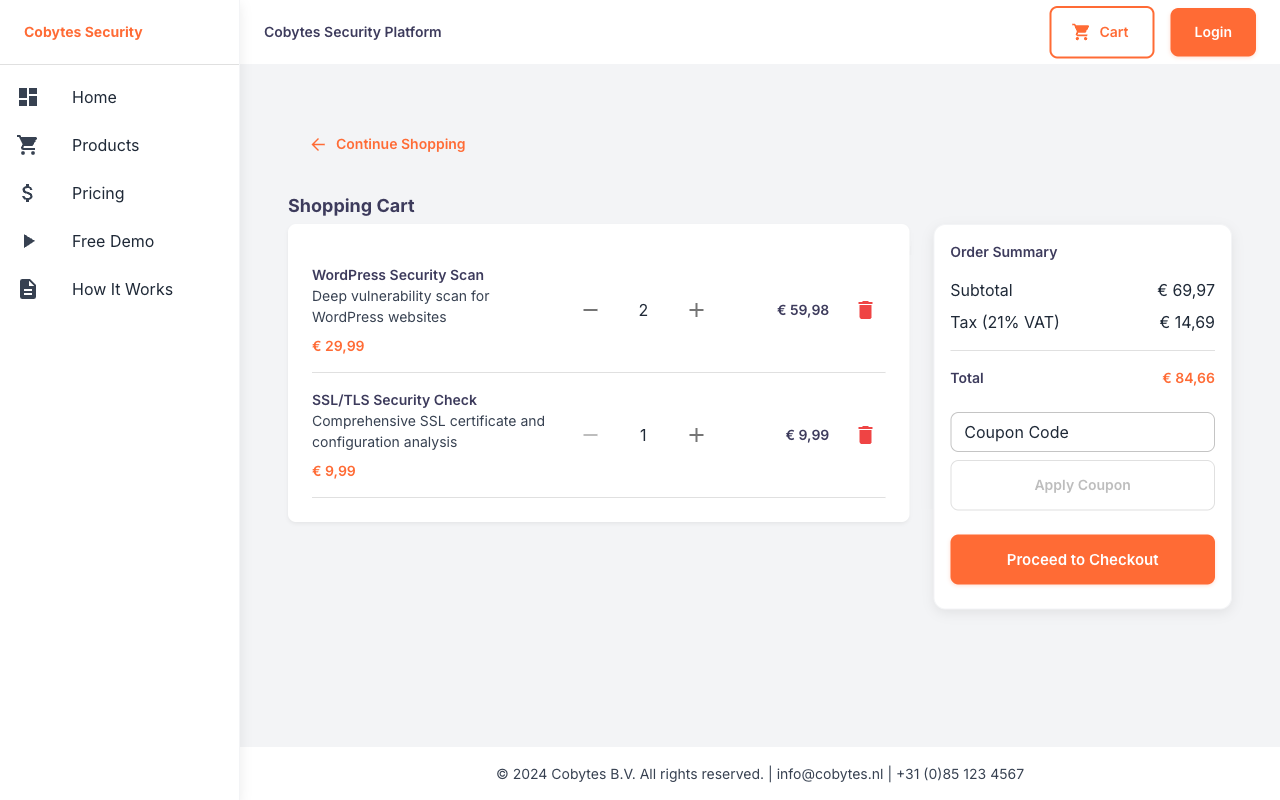 Cobytes Security
Cobytes Security Platform
Cart
Login
Home
Products
Pricing
Free Demo
How It Works
Continue Shopping
Shopping Cart
WordPress Security Scan
Deep vulnerability scan for
WordPress websites
€ 29,99
2
€ 59,98
SSL/TLS Security Check
Comprehensive SSL certificate and
configuration analysis
€ 9,99
1
€ 9,99
Order Summary
Subtotal € 69,97
Tax (21% VAT) € 14,69
Total € 84,66
Coupon Code
Apply Coupon
Proceed to Checkout
© 2024 Cobytes B.V. All rights reserved. | info@cobytes.nl | +31 (0)85 123 4567